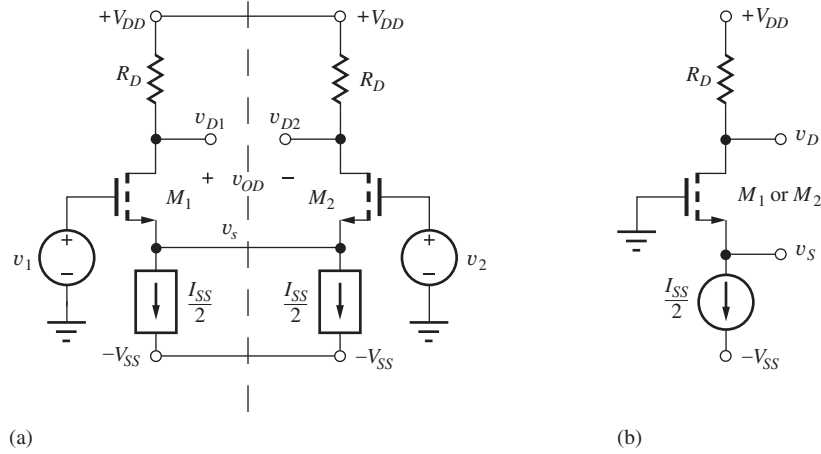 +V_DD +V_DD +V_DD
R_D R_D R_D
v_D1 v_D2 v_D
+ v_OD −
M_1 M_2 M_1 or M_2
v_s v_S
v_1 + − + − v_2
I_SS/2 I_SS/2 I_SS/2
−V_SS −V_SS −V_SS
(a) (b)